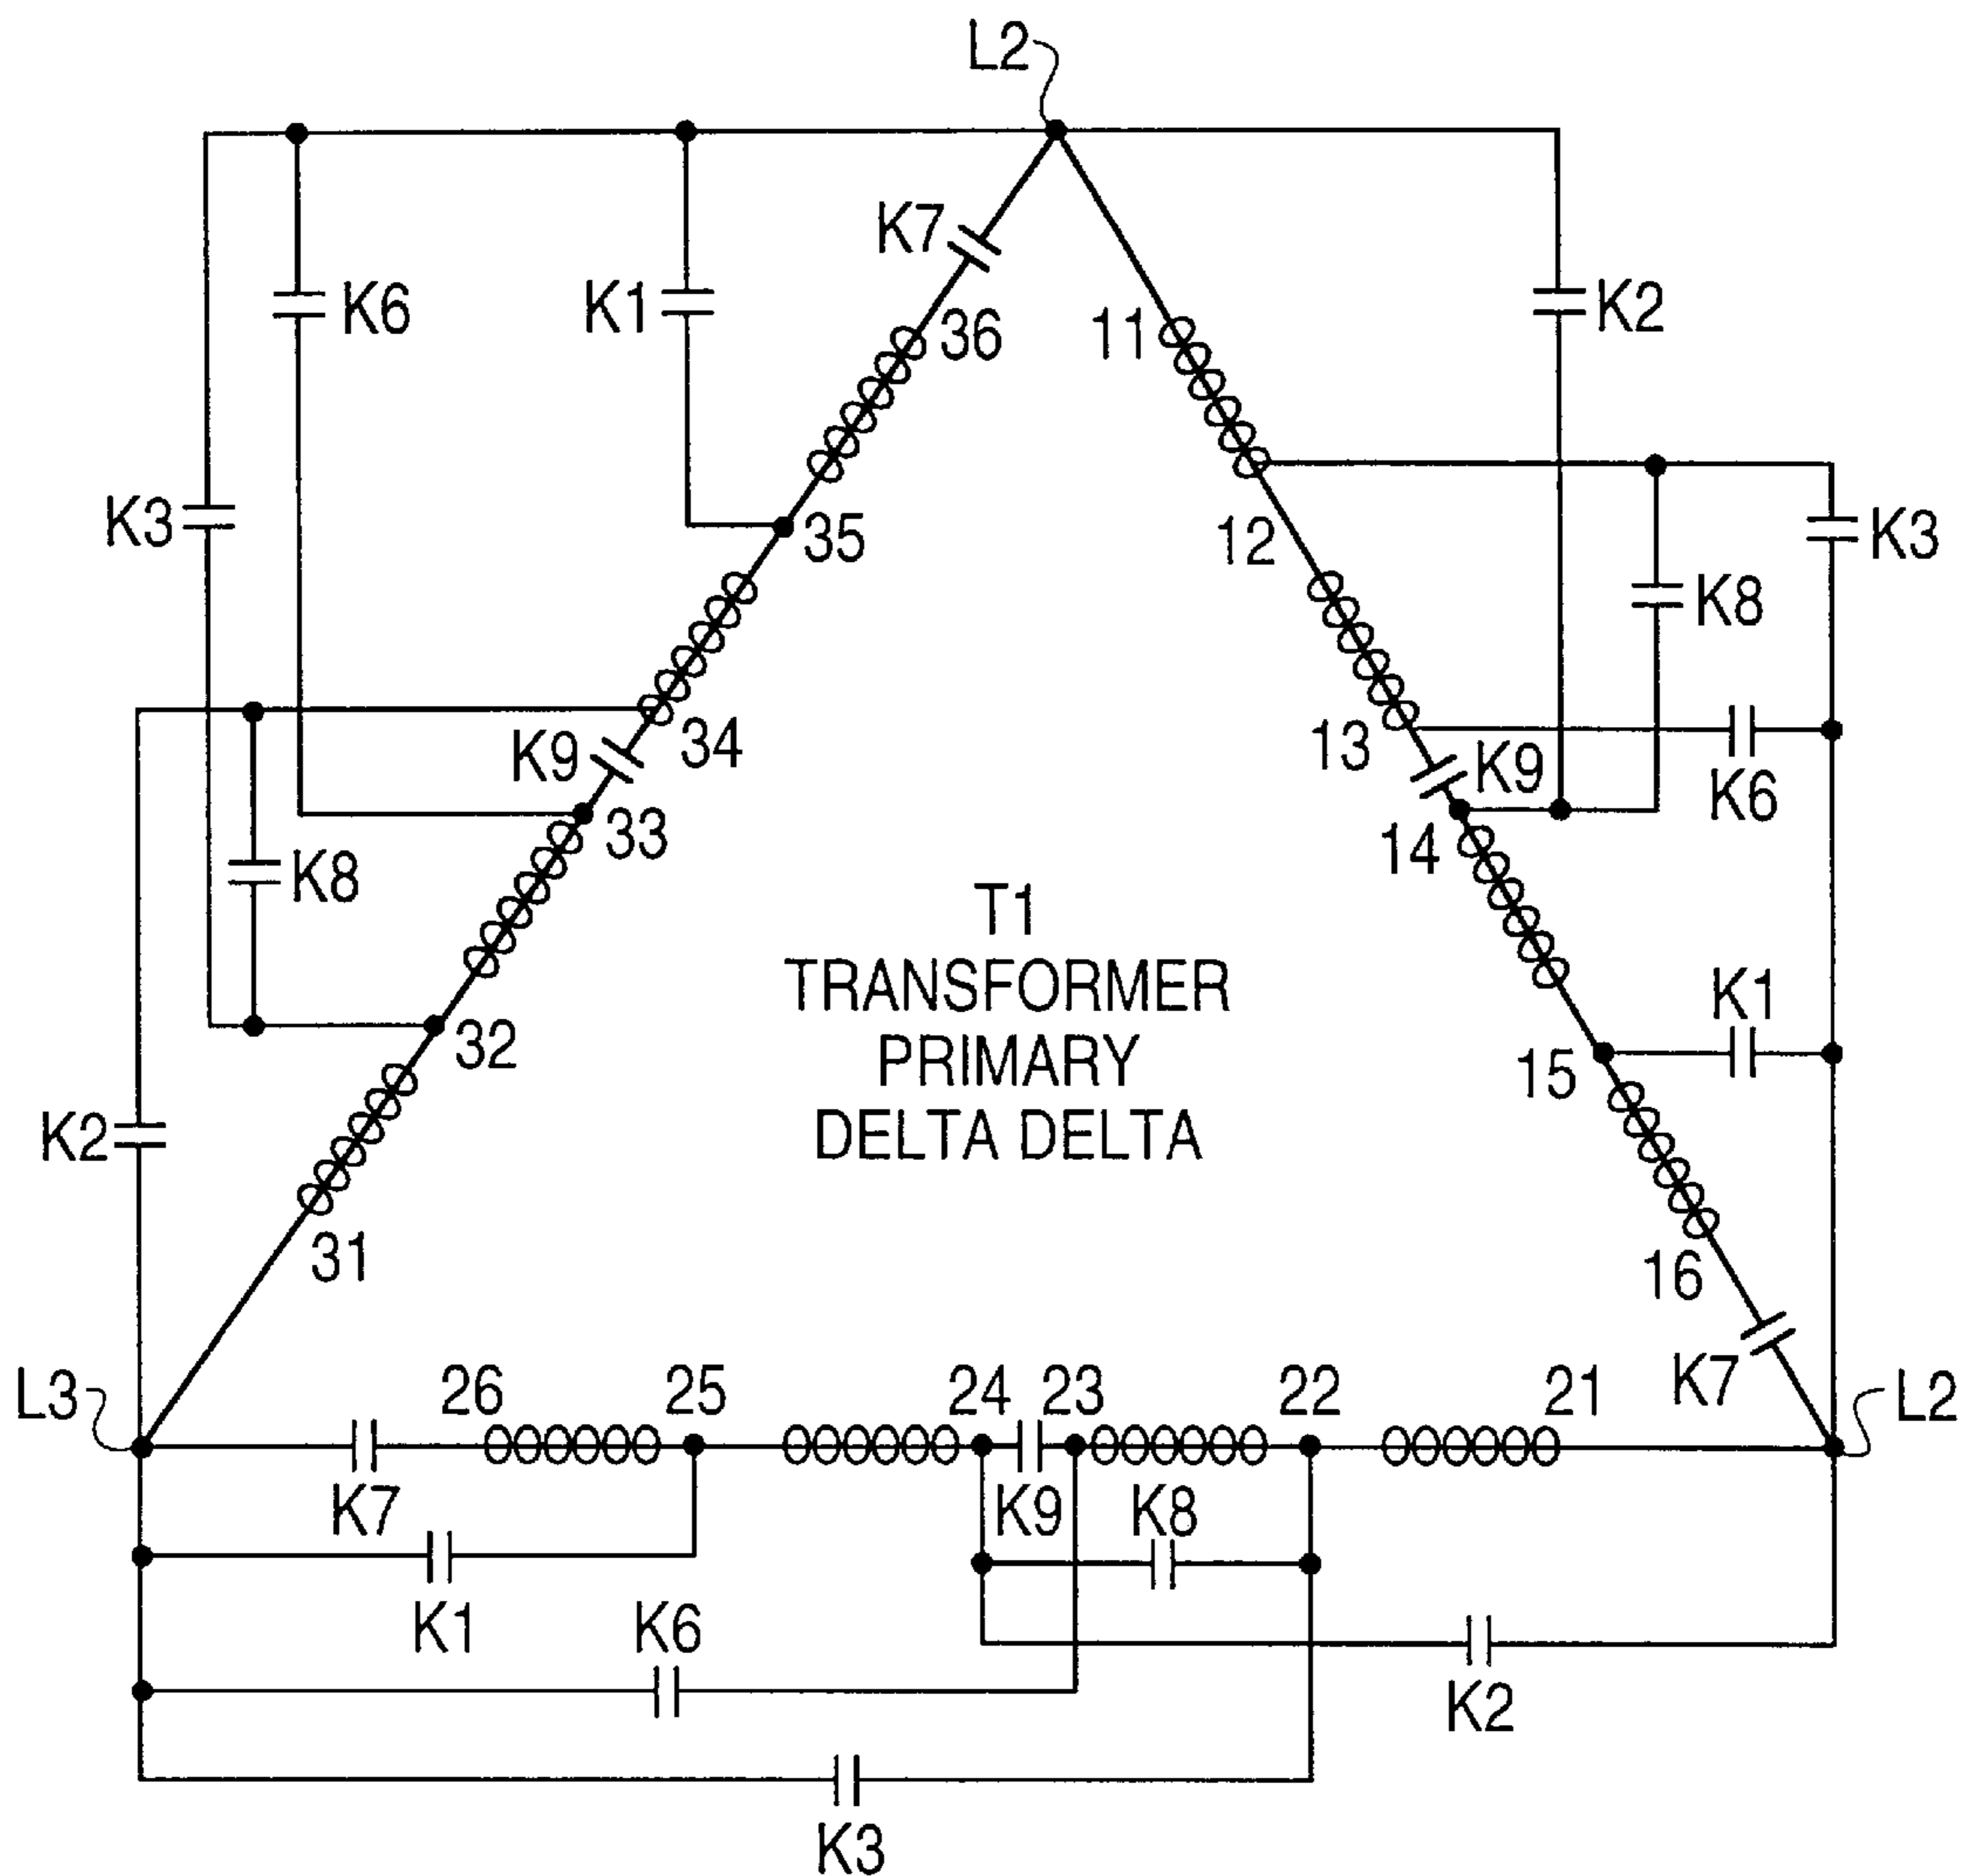 L2
K7
K6
K1
36
11
K2
K3
35
12
K3
K8
K9
34
13
K9
K6
33
14
K8
T1
TRANSFORMER
PRIMARY
DELTA DELTA
K1
32
15
K2
31
16
L3
26
25
24
23
22
21
K7
L2
K7
K9
K8
K1
K6
K2
K3